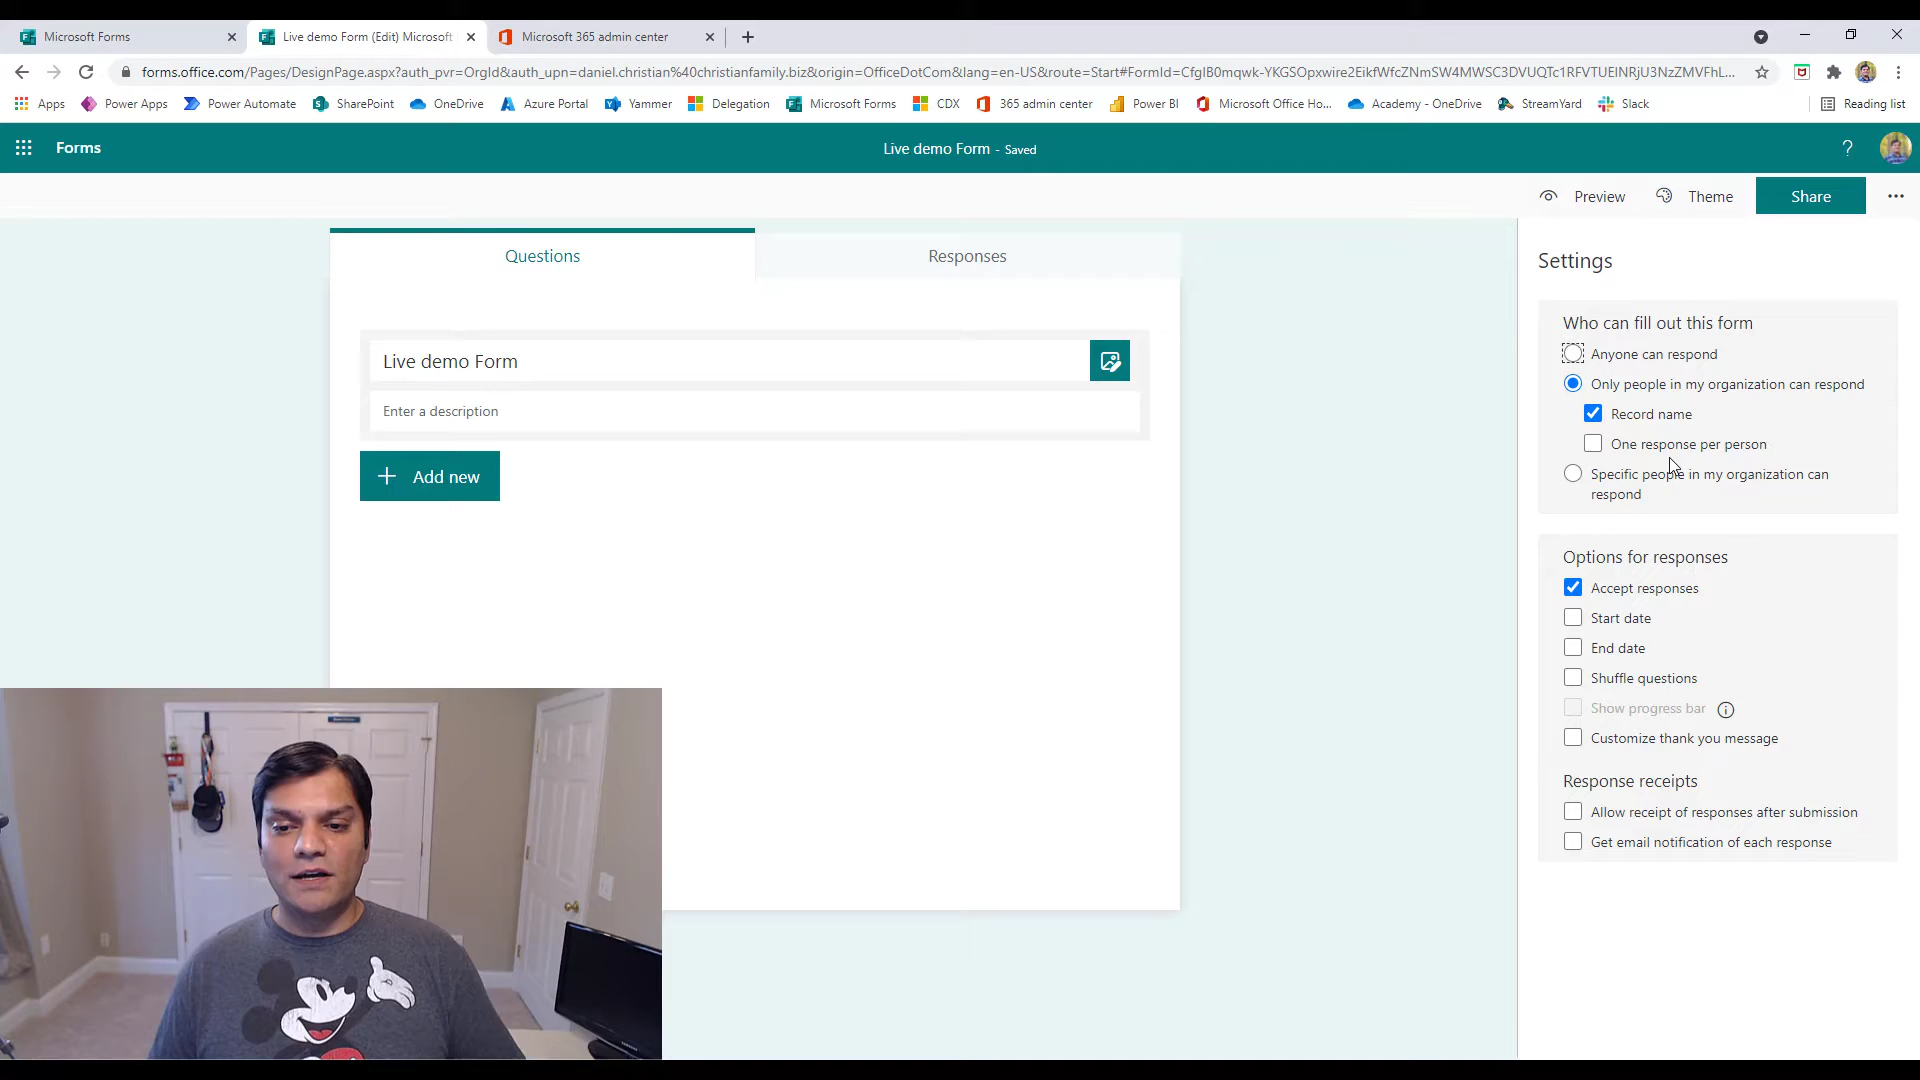 Microsoft Forms
Live demo Form (Edit) Microsoft
Microsoft 365 admin center
forms.office.com/Pages/DesignPage.aspx?auth_pvr=OrgId&auth_upn=daniel.christian%40christianfamily.biz&origin=OfficeDotCom&lang=en-US&route=Start#FormId=CfgIB0mqwk-YKGSOpxwire2EikfWfcZNmSW4MWSC3DVUQTc1RFVTUEINRjU3NzZMVFhL...
Apps
Power Apps
Power Automate
SharePoint
OneDrive
Azure Portal
Yammer
Delegation
Microsoft Forms
CDX
365 admin center
Power BI
Microsoft Office Ho...
Academy - OneDrive
StreamYard
Slack
Reading list
Forms
Live demo Form - Saved
?
Preview
Theme
Share
Questions
Responses
Live demo Form
Enter a description
Add new
Settings
Who can fill out this form
Anyone can respond
Only people in my organization can respond
Record name
One response per person
Specific people in my organization can
respond
Options for responses
Accept responses
Start date
End date
Shuffle questions
Show progress bar
Customize thank you message
Response receipts
Allow receipt of responses after submission
Get email notification of each response